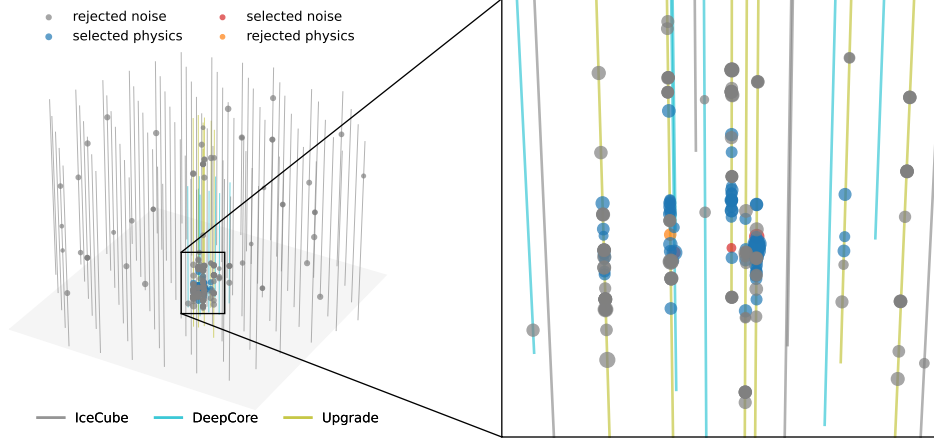 rejected noise selected noise
selected physics rejected physics
IceCube DeepCore Upgrade